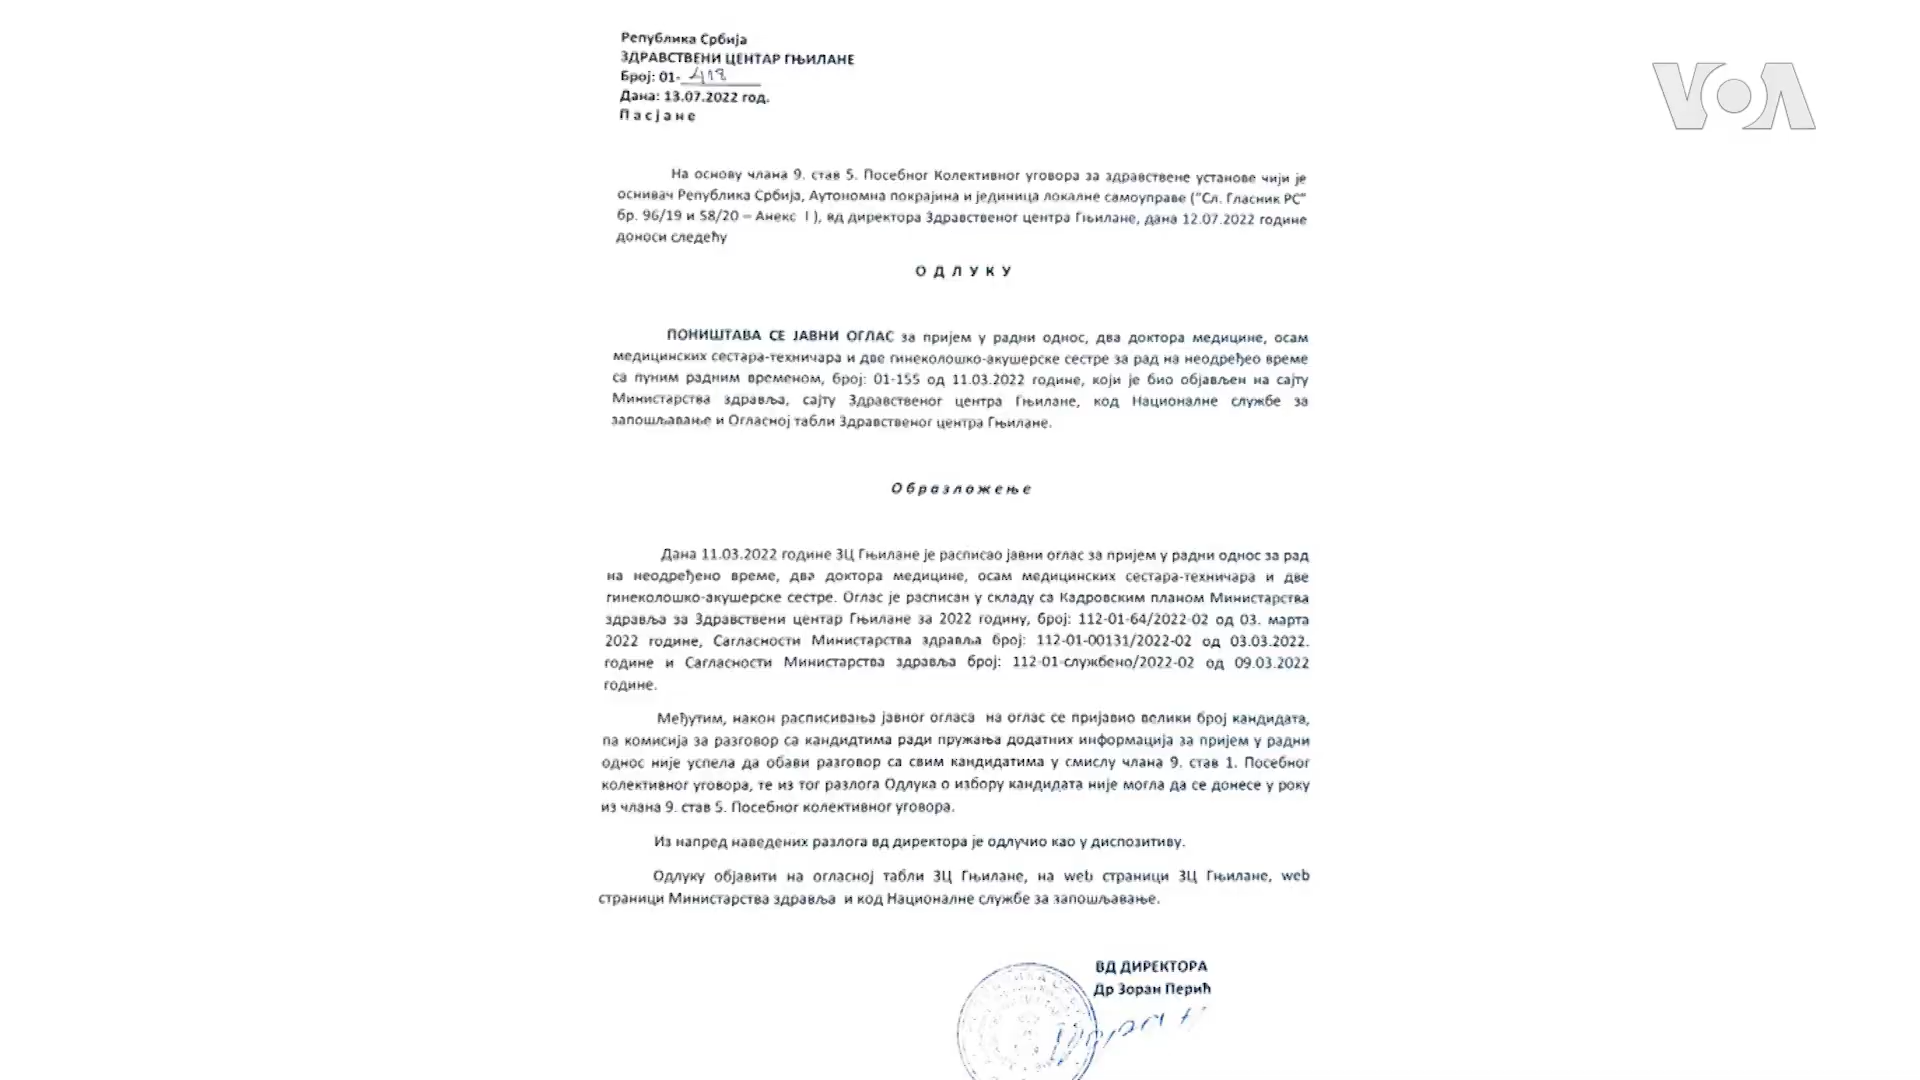 VOA
Република Србија
ЗДРАВСТВЕНИ ЦЕНТАР ГЊИЛАНЕ
Број: 01- 418
Дана: 13.07.2022 год.
П а с ј а н е
На основу члана 9. став 5. Посебног Колективног уговора за здравствене установе чији је
оснивач Република Србија, Аутономна покрајина и јединица локалне самоуправе ("Сл. Гласник РС"
бр. 96/19 и 58/20 – Анекс I ), вд директора Здравственог центра Гњилане, дана 12.07.2022 године
доноси следећу
О Д Л У К У
ПОНИШТАВА СЕ ЈАВНИ ОГЛАС за пријем у радни однос, два доктора медицине, осам
медицинских сестара-техничара и две гинеколошко-акушерске сестре за рад на неодређео време
са пуним радним временом, број: 01-155 од 11.03.2022 године, који је био објављен на сајту
Министарства здравља, сајту Здравственог центра Гњилане, код Националне службе за
запошљавање и Огласној табли Здравственог центра Гњилане.
О б р а з л о ж е њ е
Дана 11.03.2022 године ЗЦ Гњилане је расписао јавни оглас за пријем у радни однос за рад
на неодређено време, два доктора медицине, осам медицинских сестара-техничара и две
гинеколошко-акушерске сестре. Оглас је расписан у складу са Кадровским планом Министарства
здравља за Здравствени центар Гњилане за 2022 годину, број: 112-01-64/2022-02 од 03. марта
2022 године, Сагласности Министарства здравља број: 112-01-00131/2022-02 од 03.03.2022.
године и Сагласности Министарства здравља број: 112-01-службено/2022-02 од 09.03.2022
године.
Међутим, након расписивања јавног огласа на оглас се пријавио велики број кандидата,
па комисија за разговор са кандидтима ради пружања додатних информација за пријем у радни
однос није успела да обави разговор са свим кандидатима у смислу члана 9. став 1. Посебног
колективног уговора, те из тог разлога Одлука о избору кандидата није могла да се донесе у року
из члана 9. став 5. Посебног колективног уговора.
Из напред наведених разлога вд директора је одлучио као у диспозитиву.
Одлуку објавити на огласној табли ЗЦ Гњилане, на web страници ЗЦ Гњилане, web
страници Министарства здравља и код Националне службе за запошљавање.
ВД ДИРЕКТОРА
Др Зоран Перић